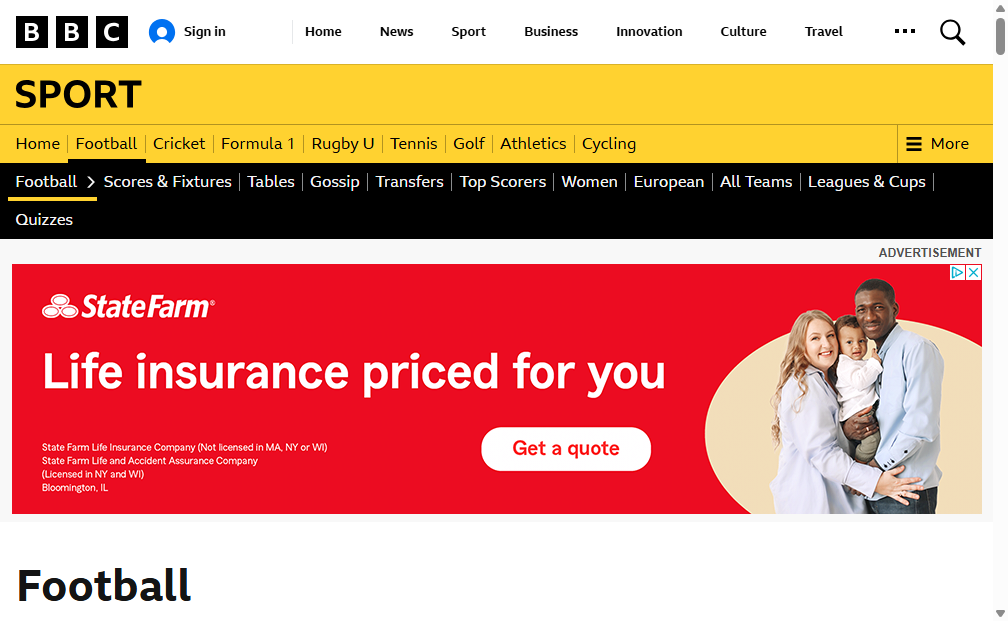 BBC Sign in Home News Sport Business Innovation Culture Travel
SPORT
Home Football Cricket Formula 1 Rugby U Tennis Golf Athletics Cycling More
Football Scores & Fixtures Tables Gossip Transfers Top Scorers Women European All Teams Leagues & Cups
Quizzes
ADVERTISEMENT
StateFarm®
Life insurance priced for you
State Farm Life Insurance Company (Not licensed in MA, NY or WI)
State Farm Life and Accident Assurance Company
(Licensed in NY and WI)
Bloomington, IL
Get a quote
Football